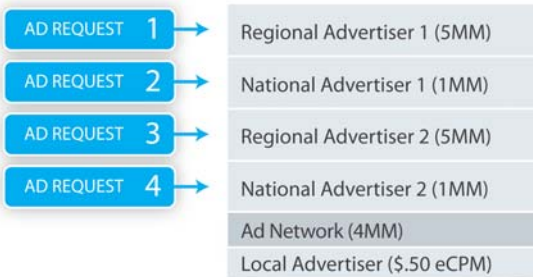 AD REQUEST 1 Regional Advertiser 1 (5MM)
AD REQUEST 2 National Advertiser 1 (1MM)
AD REQUEST 3 Regional Advertiser 2 (5MM)
AD REQUEST 4 National Advertiser 2 (1MM)
Ad Network (4MM)
Local Advertiser ($.50 eCPM)